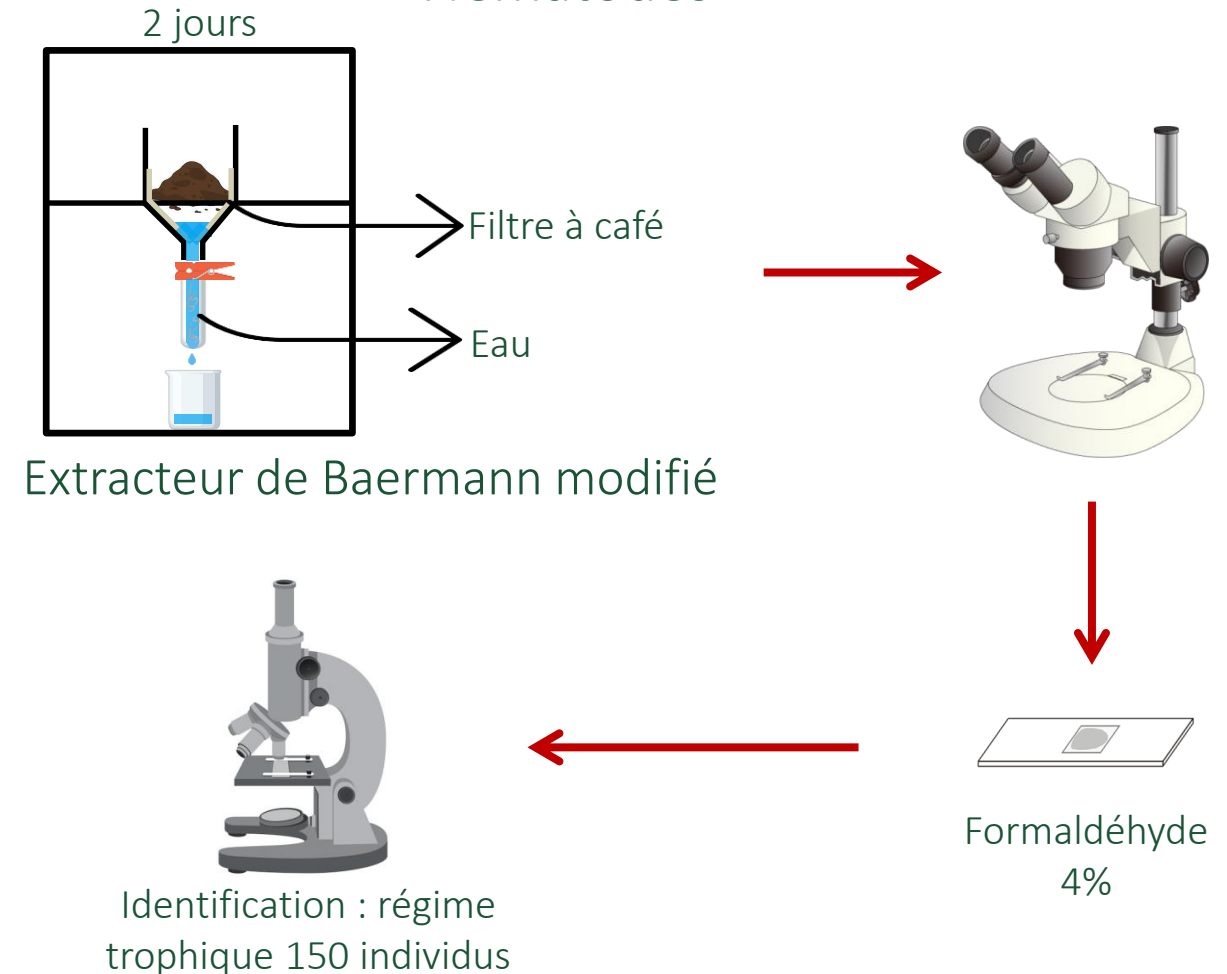 2 jours
Filtre à café
Eau
Extracteur de Baermann modifié
Formaldéhyde
4%
Identification : régime
trophique 150 individus